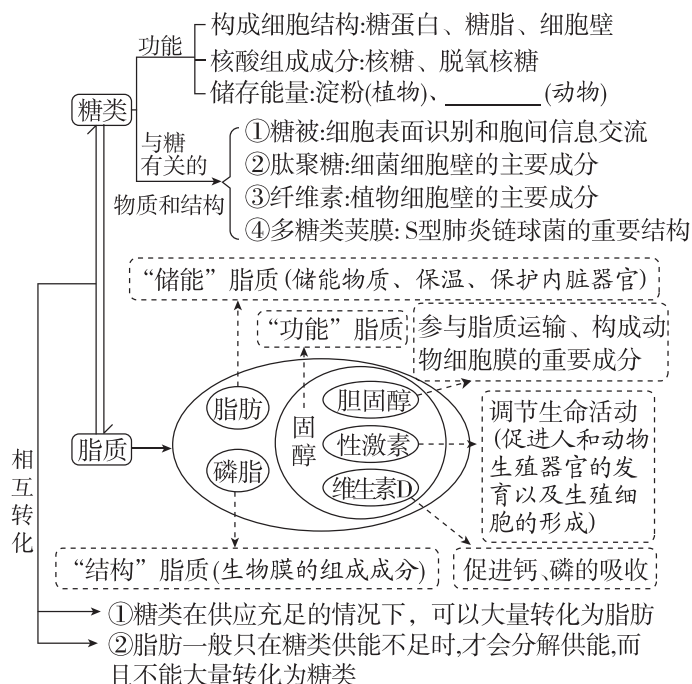 功能
构成细胞结构:糖蛋白、糖脂、细胞壁
核酸组成成分:核糖、脱氧核糖
储存能量:淀粉(植物)、________(动物)
糖类
与糖
有关的
物质和结构
①糖被:细胞表面识别和胞间信息交流
②肽聚糖:细菌细胞壁的主要成分
③纤维素:植物细胞壁的主要成分
④多糖类荚膜:S型肺炎链球菌的重要结构
“储能”脂质(储能物质、保温、保护内脏器官)
“功能”脂质
参与脂质运输、构成动
物细胞膜的重要成分
脂肪
固
醇
胆固醇
脂质
磷脂
性激素
维生素D
调节生命活动
(促进人和动物
生殖器官的发
育以及生殖细
胞的形成)
相
互
转
化
“结构”脂质(生物膜的组成成分)
促进钙、磷的吸收
①糖类在供应充足的情况下，可以大量转化为脂肪
②脂肪一般只在糖类供能不足时,才会分解供能,而
且不能大量转化为糖类